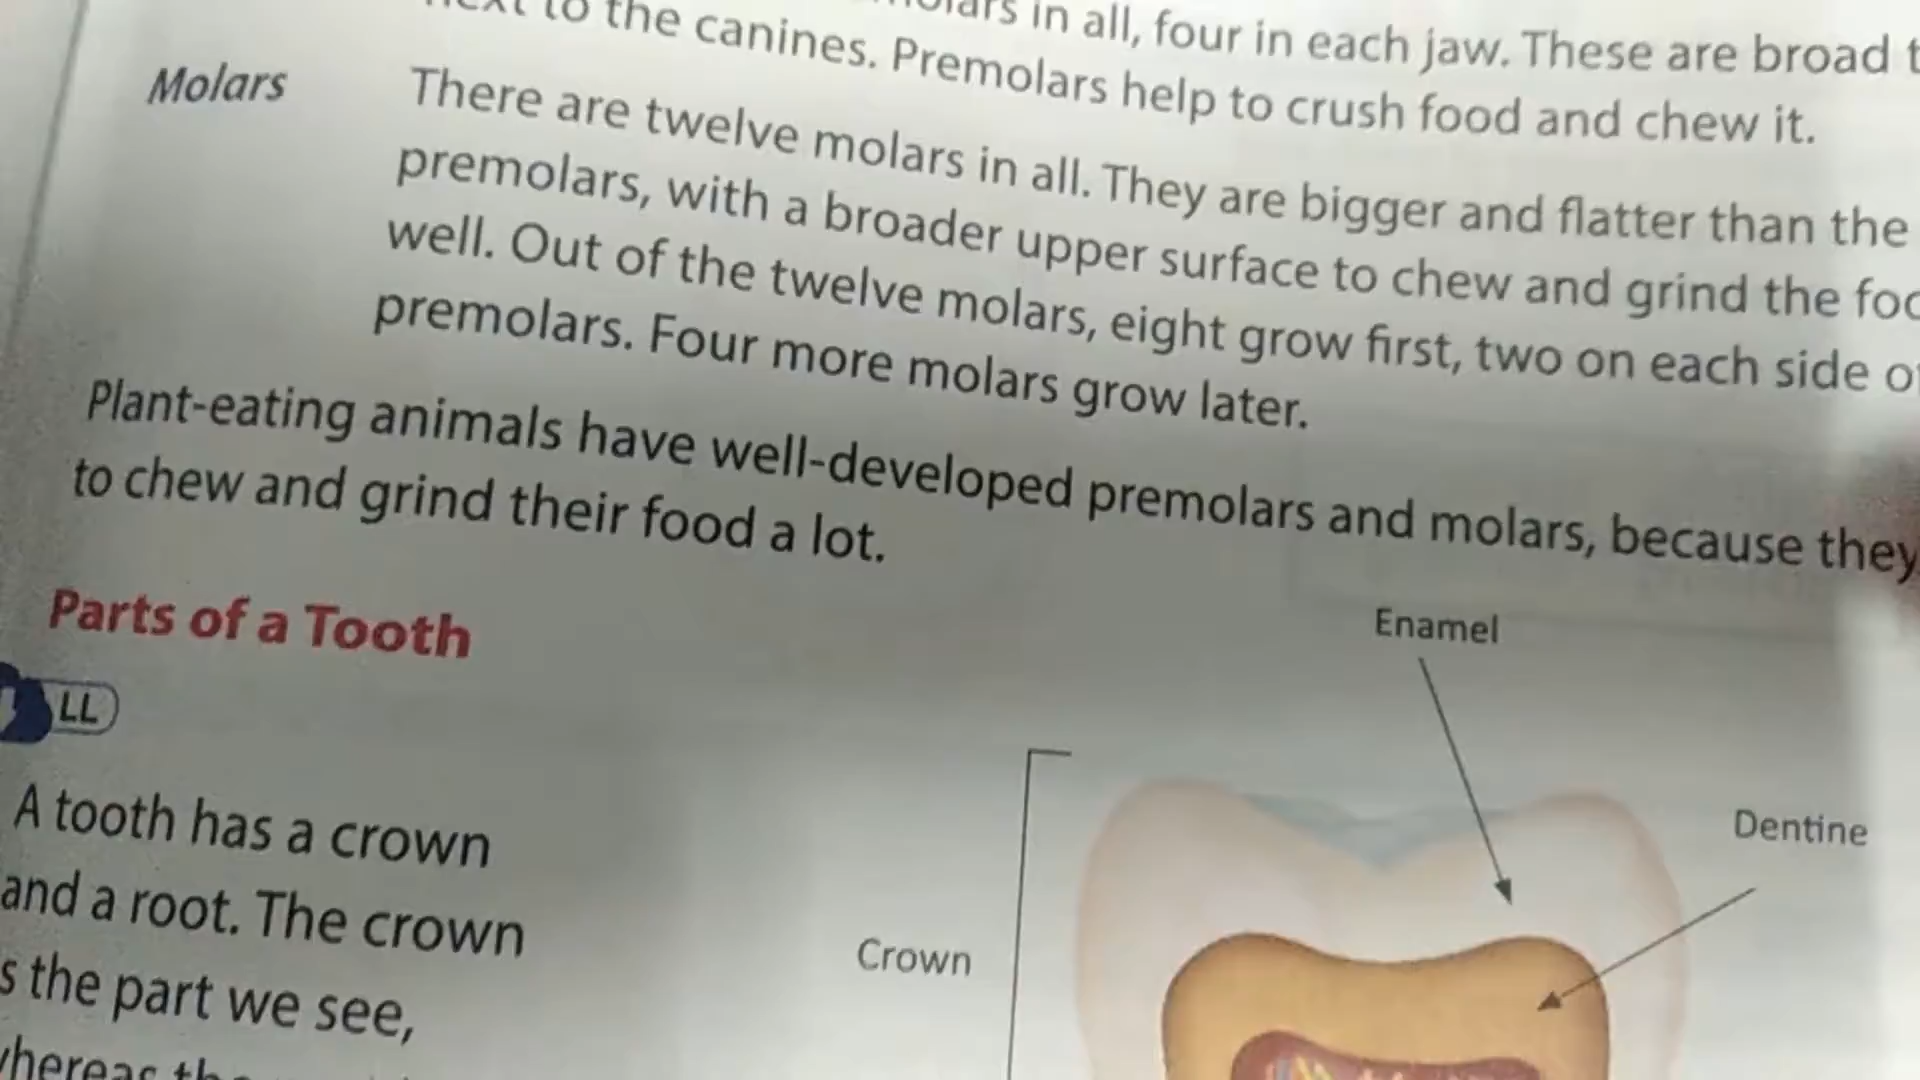 in all, four in each jaw. These are broad
to the canines. Premolars help to crush food and chew it.
Molars There are twelve molars in all. They are bigger and flatter than the
premolars, with a broader upper surface to chew and grind the
well. Out of the twelve molars, eight grow first, two on each side
premolars. Four more molars grow later.
Plant-eating animals have well-developed premolars and molars, because they
to chew and grind their food a lot.
Parts of a Tooth
LL
Enamel
Dentine
Crown
A tooth has a crown
and a root. The crown
the part we see,